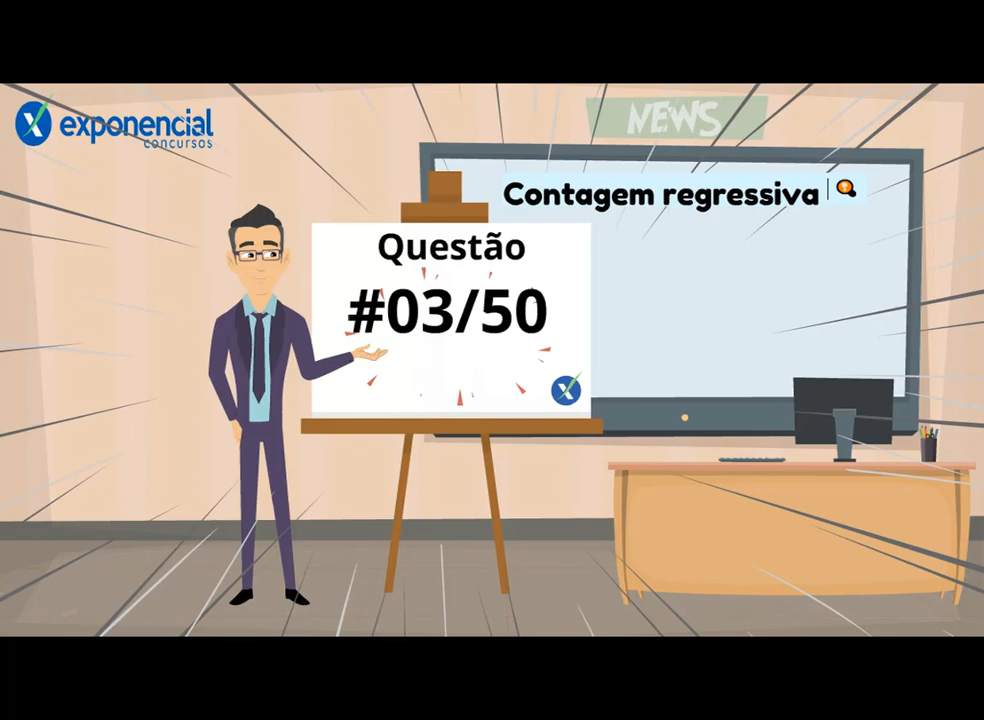 exponencial
concursos
NEWS
Contagem regressiva
Questão
#03/50